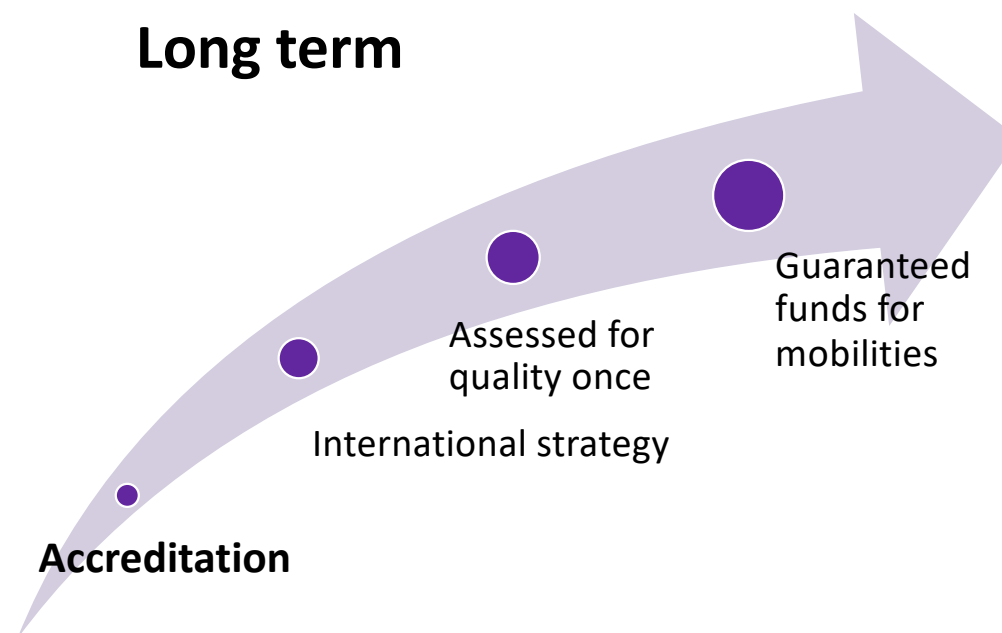 Long term
Guaranteed
funds for
mobilities
Assessed for
quality once
International strategy
Accreditation